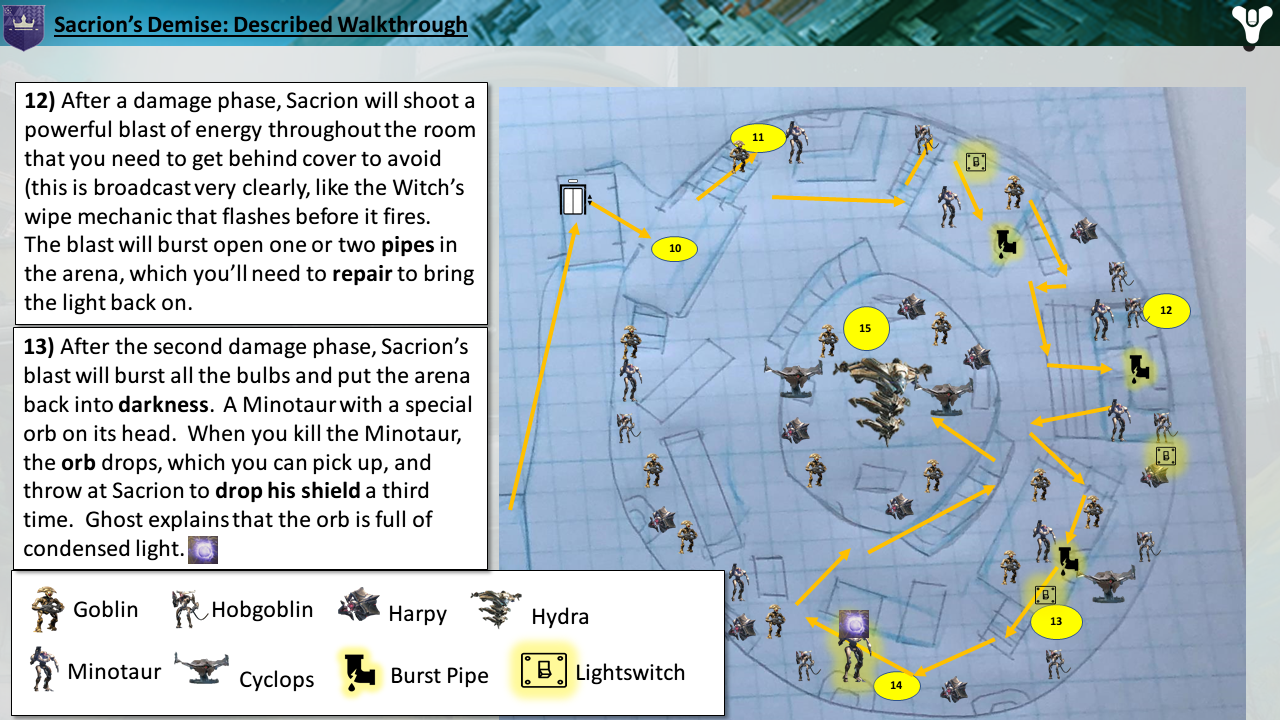 Sacrion's Demise: Described Walkthrough
12) After a damage phase, Sacrion will shoot a
powerful blast of energy throughout the room
that you need to get behind cover to avoid
(this is broadcast very clearly, like the Witch's
wipe mechanic that flashes before it fires.
The blast will burst open one or two pipes in
the arena, which you'll need to repair to bring
the light back on.
13) After the second damage phase, Sacrion's
blast will burst all the bulbs and put the arena
back into darkness. A Minotaur with a special
orb on its head. When you kill the Minotaur,
the orb drops, which you can pick up, and
throw at Sacrion to drop his shield a third
time. Ghost explains that the orb is full of
condensed light.
Goblin
Hobgoblin
Harpy
Hydra
Minotaur
Cyclops
Burst Pipe
Lightswitch
11
10
15
12
13
14